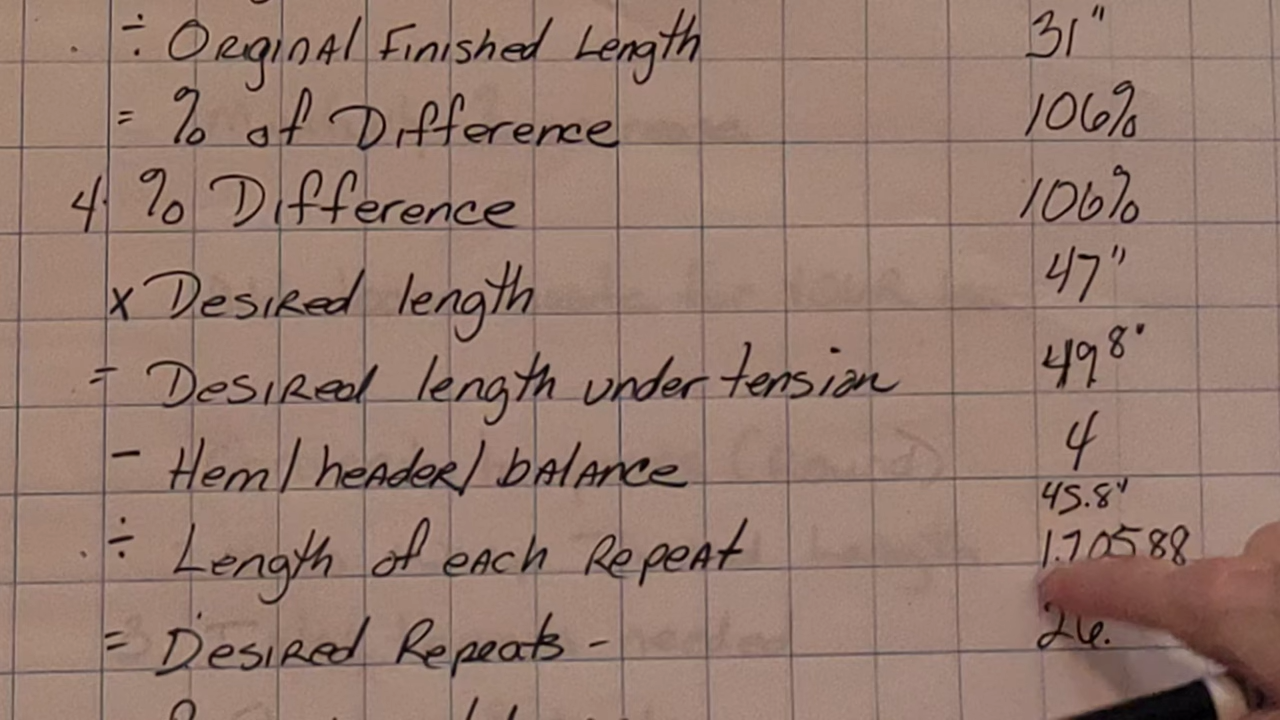 ÷ Original Finished Length 31"
= % of Difference 106%
4. % Difference 106%
x Desired length 47"
= Desired length under tension 49 8"
- Hem/header/balance 4
45.8"
÷ Length of each Repeat 1.70588
= Desired Repeats - 26.